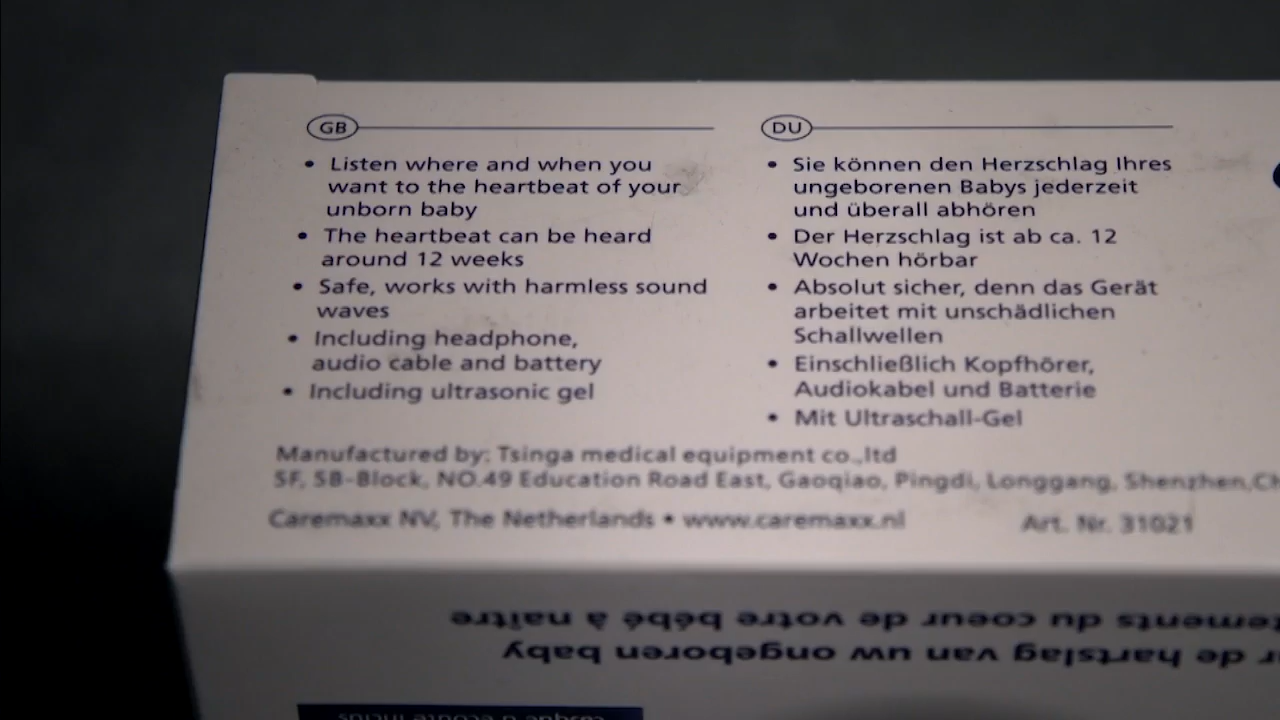 GB
• Listen where and when you
want to the heartbeat of your
unborn baby
• The heartbeat can be heard
around 12 weeks
• Safe, works with harmless sound
waves
• Including headphone,
audio cable and battery
• Including ultrasonic gel
DU
• Sie können den Herzschlag Ihres
ungeborenen Babys jederzeit
und überall abhören
• Der Herzschlag ist ab ca. 12
Wochen hörbar
• Absolut sicher, denn das Gerät
arbeitet mit unschädlichen
Schallwellen
• Einschließlich Kopfhörer,
Audiokabel und Batterie
• Mit Ultraschall-Gel
Manufactured by: Tsinga medical equipment co.,ltd
5F, 5B-Block, NO.49 Education Road East, Gaoqiao, Pingdi, Longgang, Shenzhen,Ch
Caremaxx NV, The Netherlands • www.caremaxx.nl
Art. Nr. 31021
tements du coeur de votre bébé à naître
de hartslag van uw ongeboren baby